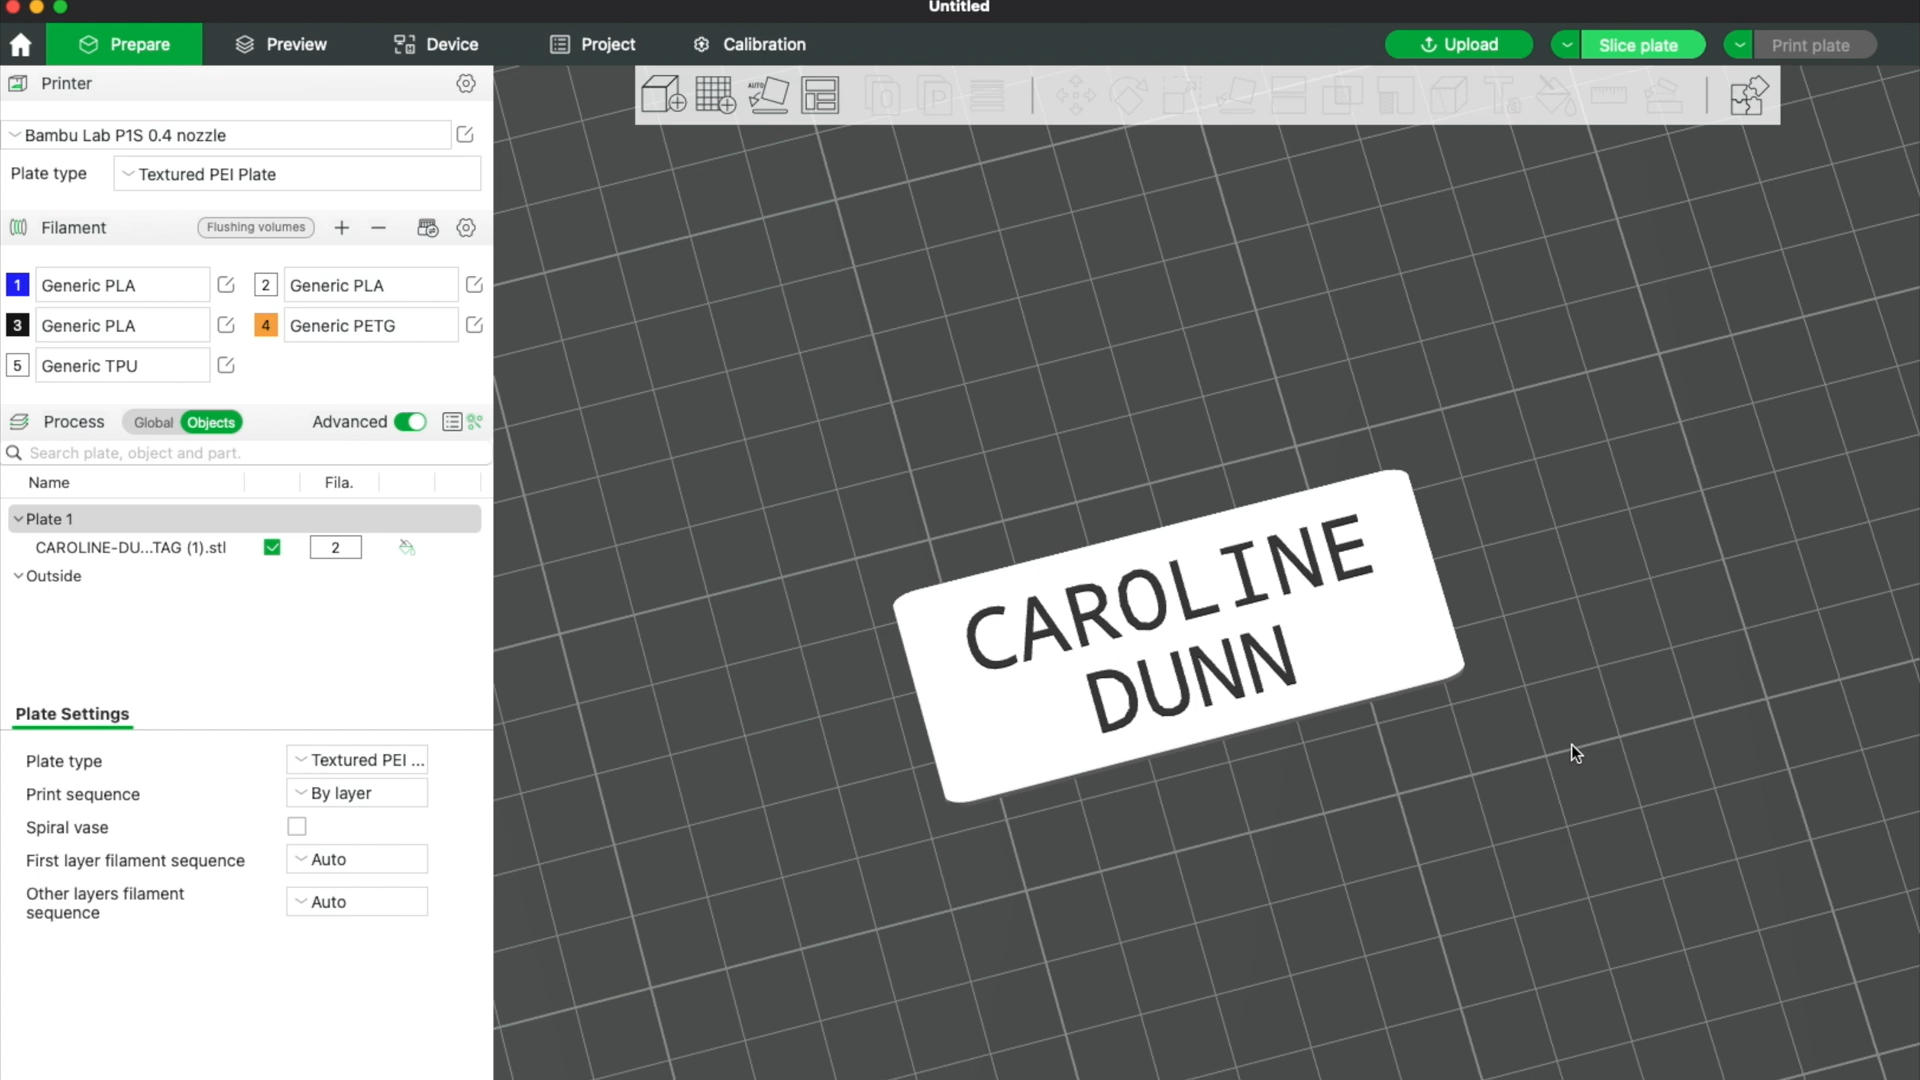 Untitled
Prepare
Preview
Device
Project
Calibration
Upload
Slice plate
Print plate
Printer
AUTO
Bambu Lab P1S 0.4 nozzle
Plate type
Textured PEI Plate
Filament
Flushing volumes
1 Generic PLA
2 Generic PLA
3 Generic PLA
4 Generic PETG
5 Generic TPU
Process
Global Objects
Advanced
Search plate, object and part.
Name
Fila.
Plate 1
CAROLINE-DU...TAG (1).stl
2
Outside
Plate Settings
Plate type
Textured PEI ...
Print sequence
By layer
Spiral vase
First layer filament sequence
Auto
Other layers filament
sequence
Auto
CAROLINE
DUNN